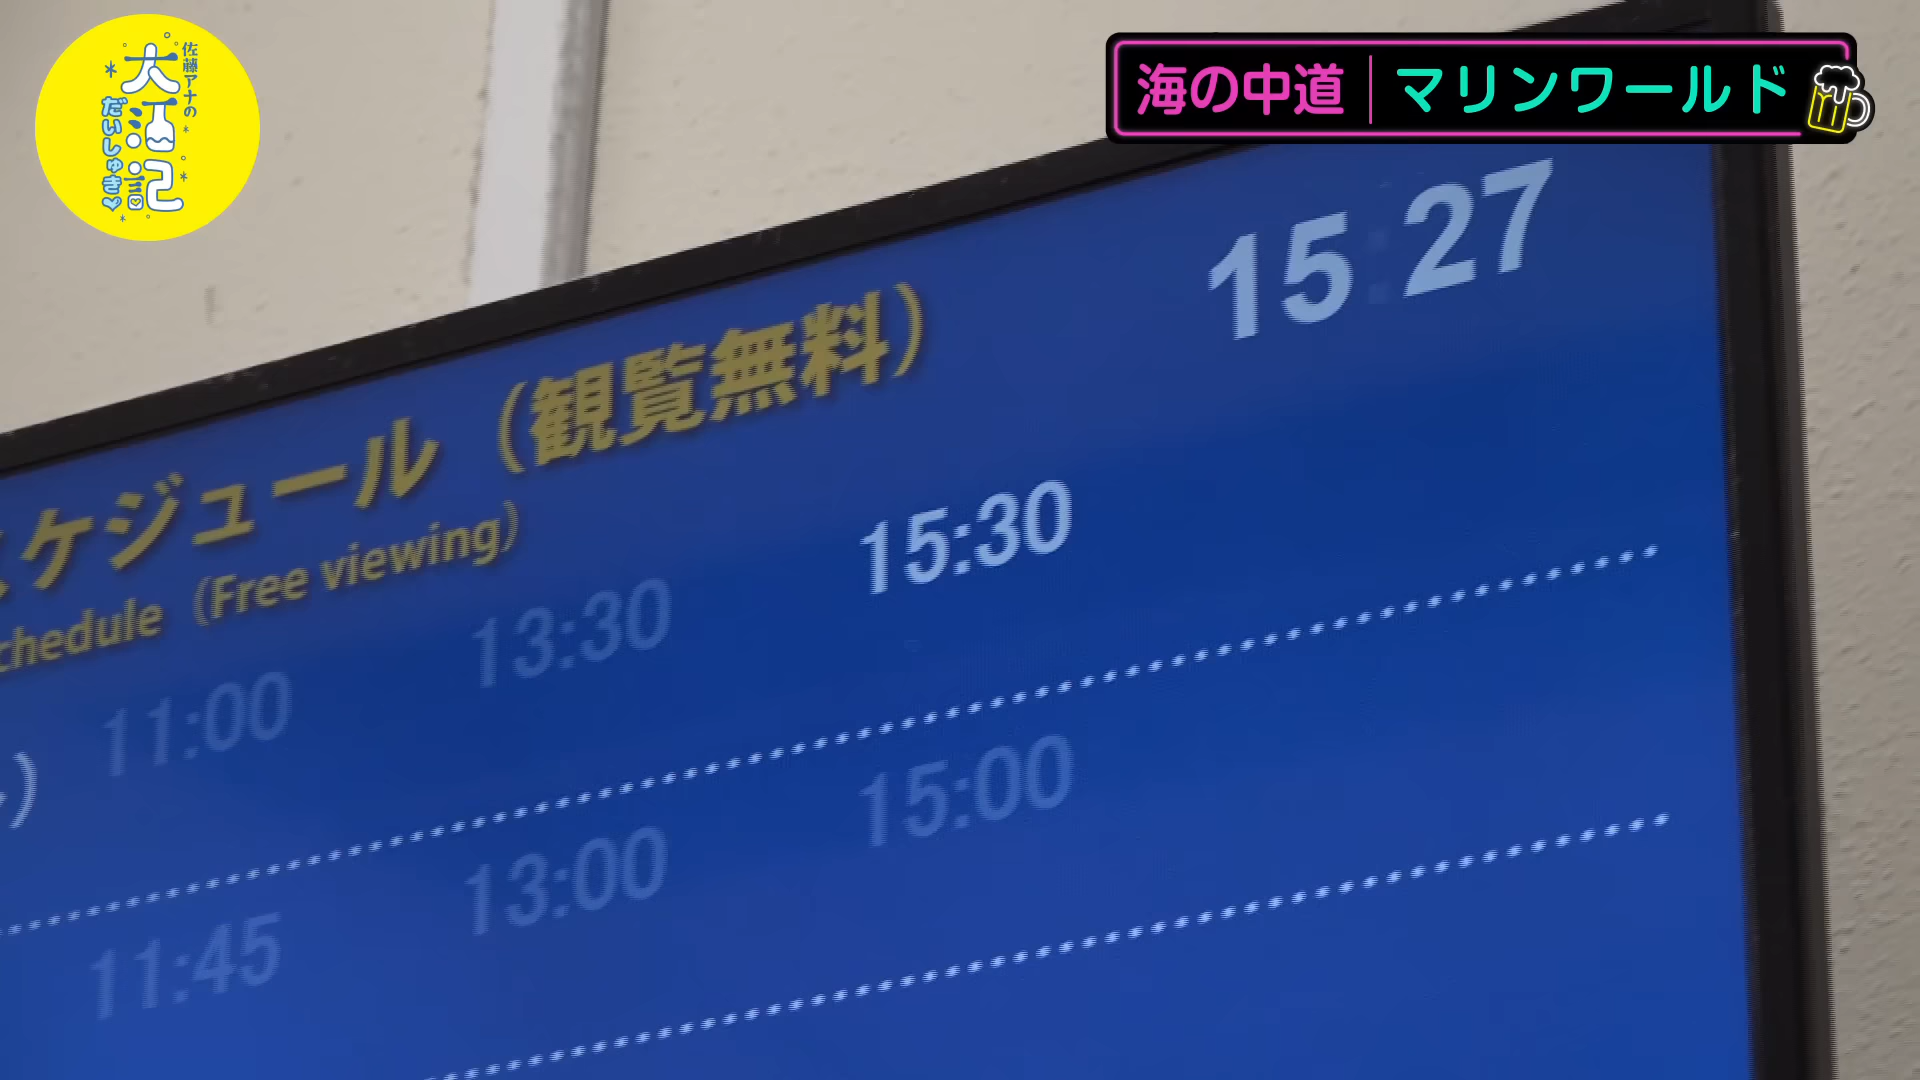 佐藤アナの
大酒記
だいしゅき
海の中道 マリンワールド
15:27
スケジュール（観覧無料）
chedule (Free viewing)
11:00 13:30 15:30
11:45 13:00 15:00